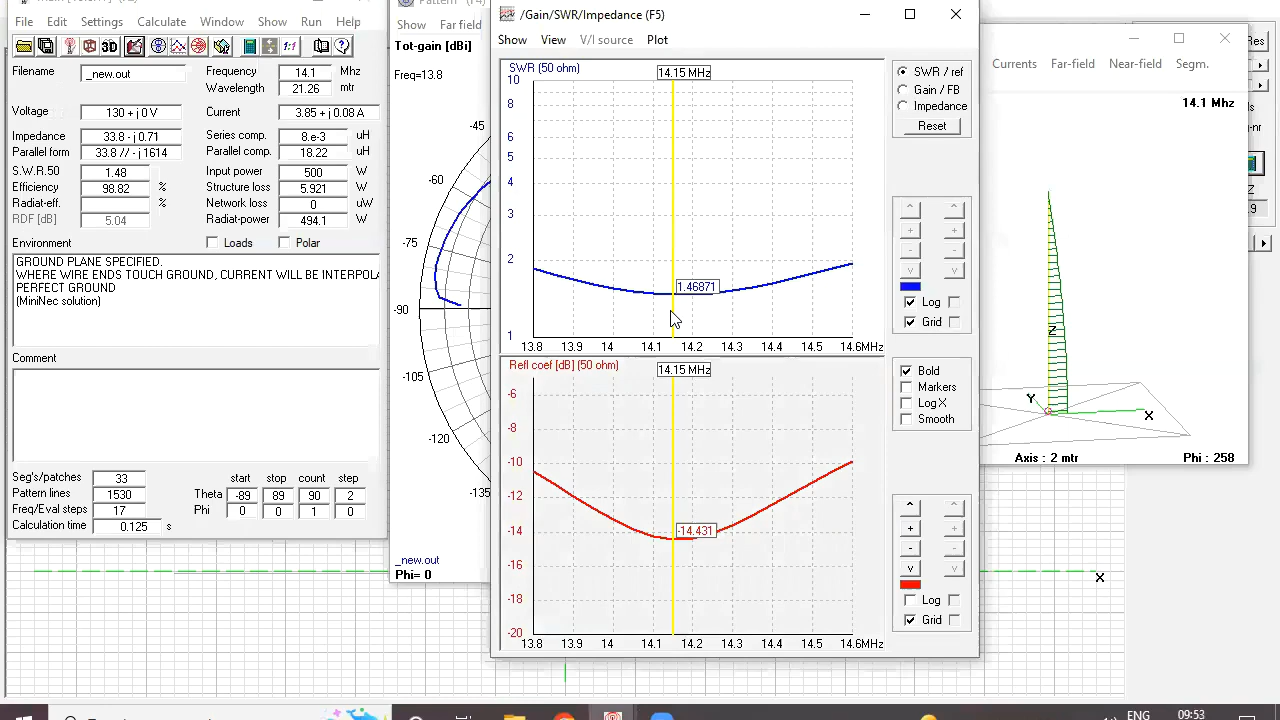 File Edit Settings Calculate Window Show Run Help
Filename _new.out Frequency 14.1 Mhz
Wavelength 21.26 mtr
Voltage 130 + j 0 V Current 3.85 + j 0.08 A
Impedance 33.8 - j 0.71 Series comp. 8.e-3 uH
Parallel form 33.8 // - j 1614 Parallel comp. 18.22 uH
S.W.R.50 1.48 Input power 500 W
Efficiency 98.82 % Structure loss 5.921 W
Radiat-eff. % Network loss 0 uW
RDF [dB] 5.04 Radiat-power 494.1 W
Environment Loads Polar
GROUND PLANE SPECIFIED.
WHERE WIRE ENDS TOUCH GROUND, CURRENT WILL BE INTERPOLA
PERFECT GROUND
Comment
Seg's/patches 33 start stop count step
Pattern lines 1530 Theta -89 89 90 2
Freq/Eval steps 17 Phi 0 0 1 0
Calculation time 0.125 s
Show Far field
Tot-gain [dBi]
Freq=13.8
-45
-60
-75
-90
-105
-120
-135
_new.out
Phi= 0
/Gain/SWR/Impedance (F5)
Show View V/I source Plot
SWR (50 ohm) 14.15 MHz
10
8
6
5
4
3
2
1.46871
1
13.8 13.9 14 14.1 14.2 14.3 14.4 14.5 14.6MHz
Refl coef [dB] (50 ohm) 14.15 MHz
-6
-8
-10
-12
-14
-14.431
-16
-18
-20
13.8 13.9 14 14.1 14.2 14.3 14.4 14.5 14.6MHz
SWR / ref
Gain / FB
Impedance
Reset
^ ^
+ +
- -
v v
Log
Grid
Bold
Markers
Log X
Smooth
^ ^
+ +
- -
v v
Log
Grid
Currents Far-field Near-field Segm.
14.1 Mhz
Z
Y
X
Axis : 2 mtr Phi : 258
Res
X
ENG 09:53